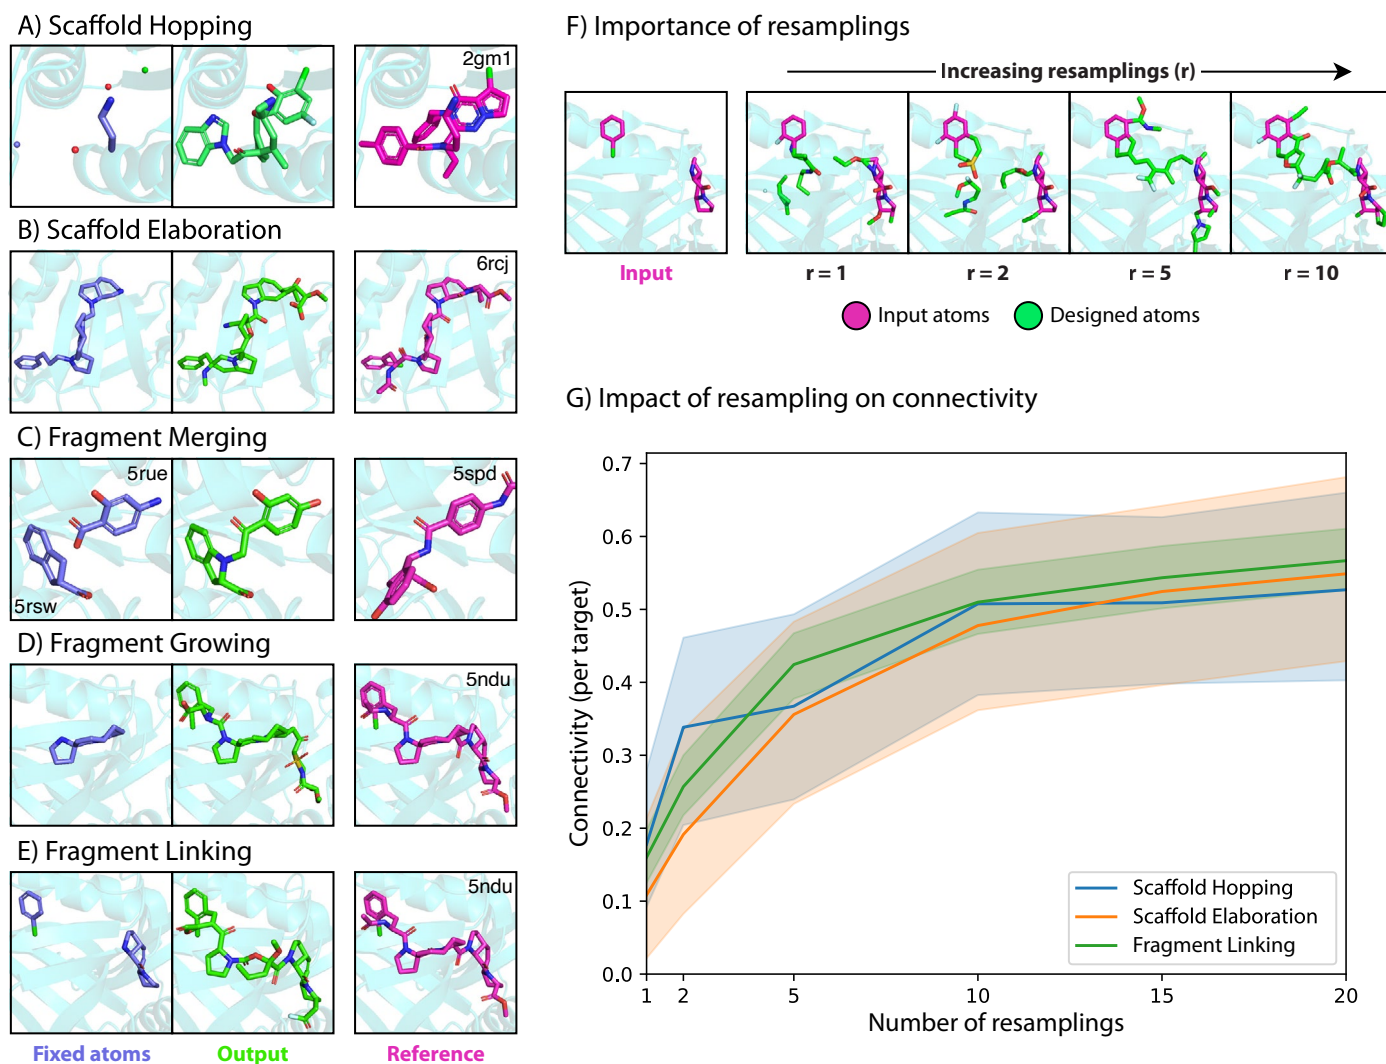 A) Scaffold Hopping
2gm1
B) Scaffold Elaboration
6rcj
C) Fragment Merging
5rue
5rsw
5spd
D) Fragment Growing
5ndu
E) Fragment Linking
5ndu
Fixed atoms
Output
Reference
F) Importance of resamplings
Increasing resamplings (r)
Input
r = 1
r = 2
r = 5
r = 10
Input atoms
Designed atoms
G) Impact of resampling on connectivity
Connectivity (per target)
0.7
0.6
0.5
0.4
0.3
0.2
0.1
0.0
Scaffold Hopping
Scaffold Elaboration
Fragment Linking
1 2 5 10 15 20
Number of resamplings